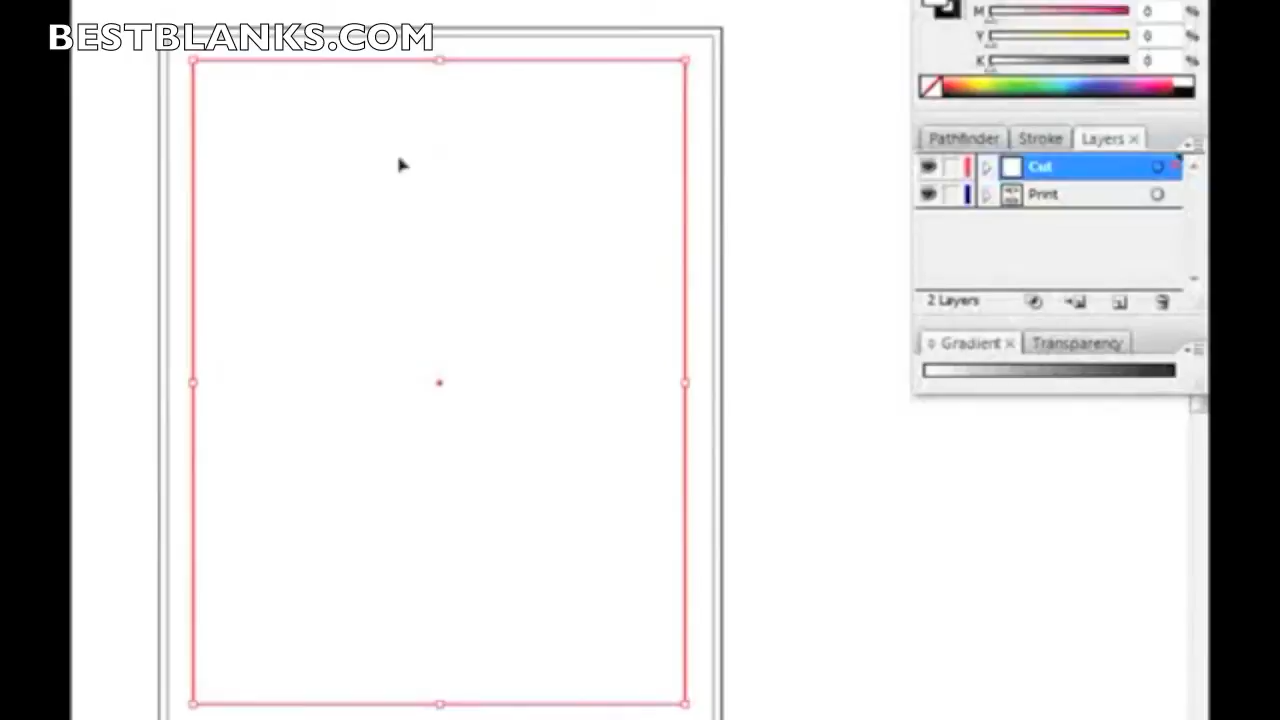 BESTBLANKS.COM
M 0 %
Y 0 %
K 0 %
Pathfinder Stroke Layers ×
Cut
Print
2 Layers
Gradient × Transparency